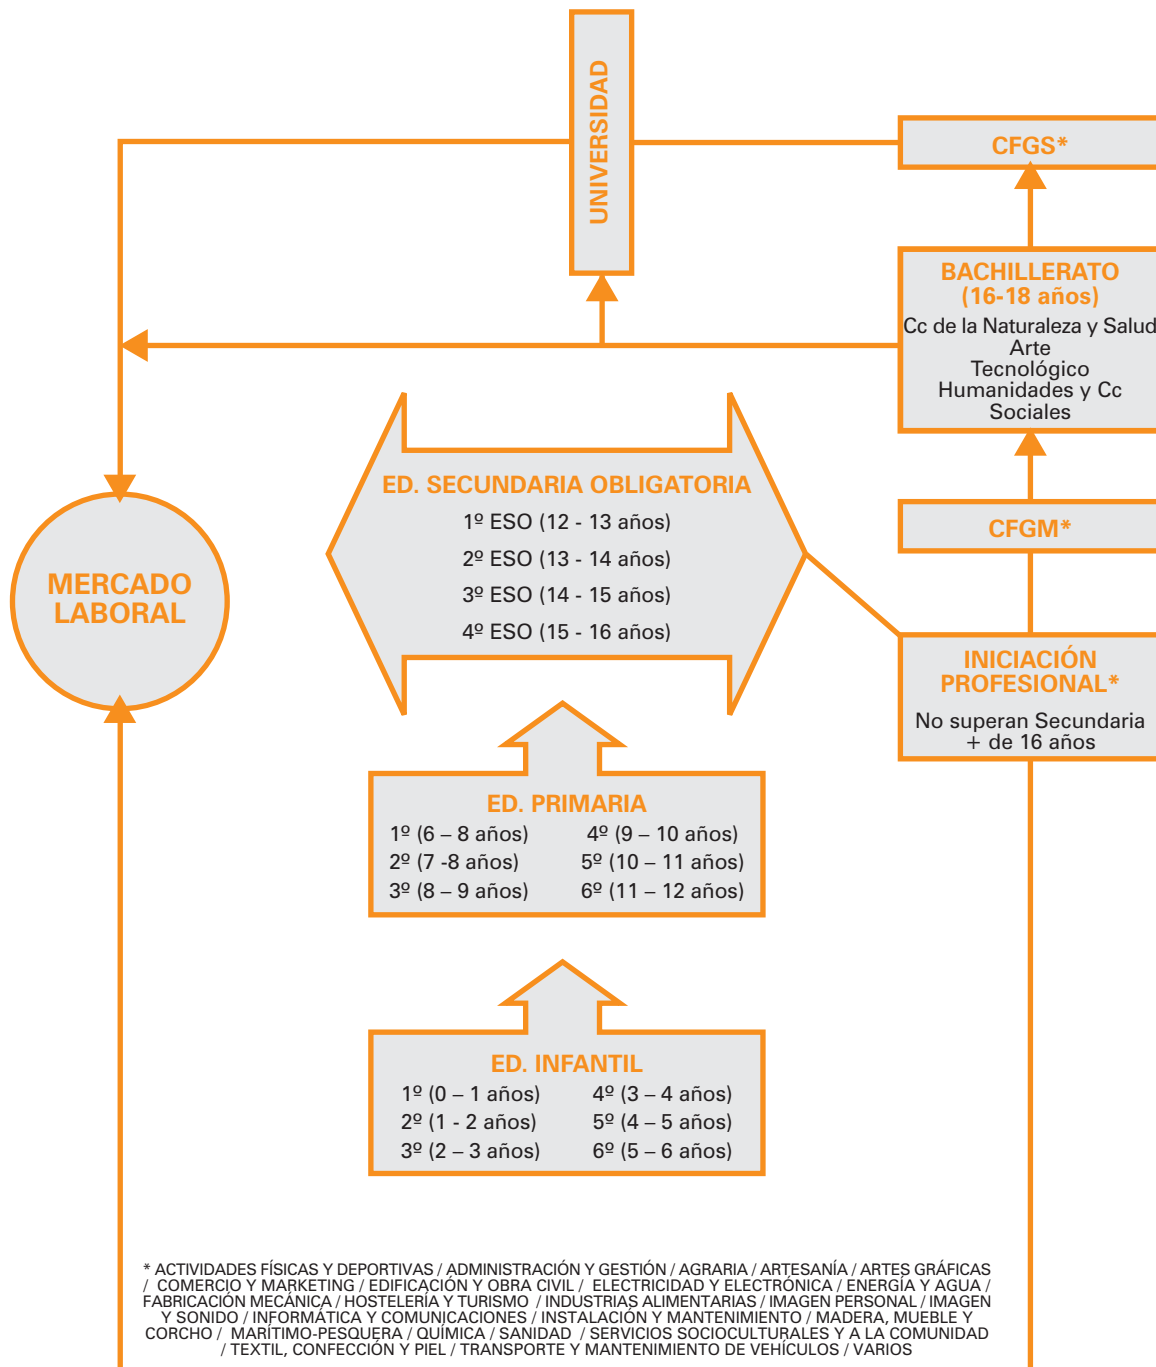 UNIVERSIDAD
CFGS*
BACHILLERATO
(16-18 años)
Cc de la Naturaleza y Salud
Arte
Tecnológico
Humanidades y Cc
Sociales
ED. SECUNDARIA OBLIGATORIA
1º ESO (12 - 13 años)
2º ESO (13 - 14 años)
3º ESO (14 - 15 años)
4º ESO (15 - 16 años)
CFGM*
MERCADO
LABORAL
INICIACIÓN
PROFESIONAL*
No superan Secundaria
+ de 16 años
ED. PRIMARIA
1º (6 – 8 años)
2º (7 -8 años)
3º (8 – 9 años)
4º (9 – 10 años)
5º (10 – 11 años)
6º (11 – 12 años)
ED. INFANTIL
1º (0 – 1 años)
2º (1 - 2 años)
3º (2 – 3 años)
4º (3 – 4 años)
5º (4 – 5 años)
6º (5 – 6 años)
* ACTIVIDADES FÍSICAS Y DEPORTIVAS / ADMINISTRACIÓN Y GESTIÓN / AGRARIA / ARTESANÍA / ARTES GRÁFICAS
/ COMERCIO Y MARKETING / EDIFICACIÓN Y OBRA CIVIL / ELECTRICIDAD Y ELECTRÓNICA / ENERGÍA Y AGUA /
FABRICACIÓN MECÁNICA / HOSTELERÍA Y TURISMO / INDUSTRIAS ALIMENTARIAS / IMAGEN PERSONAL / IMAGEN
Y SONIDO / INFORMÁTICA Y COMUNICACIONES / INSTALACIÓN Y MANTENIMIENTO / MADERA, MUEBLE Y
CORCHO / MARÍTIMO-PESQUERA / QUÍMICA / SANIDAD / SERVICIOS SOCIOCULTURALES Y A LA COMUNIDAD
/ TEXTIL, CONFECCIÓN Y PIEL / TRANSPORTE Y MANTENIMIENTO DE VEHÍCULOS / VARIOS